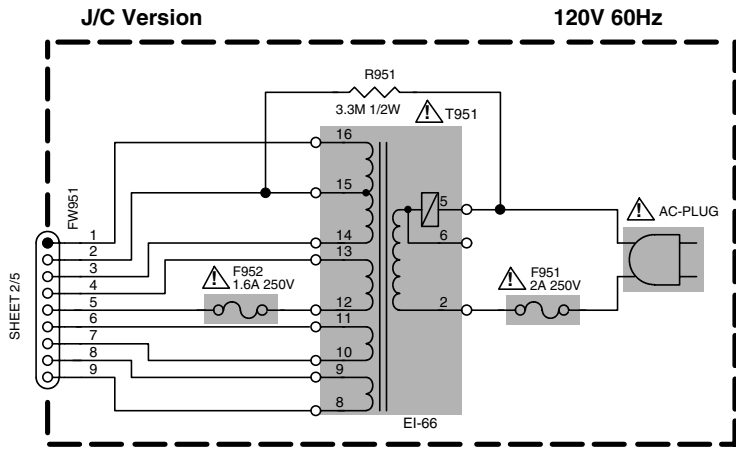 J/C Version
120V 60Hz
R951
3.3M 1/2W
T951
16
15
14
13
12
11
10
9
8
5
6
2
FW951
1
2
3
4
5
6
7
8
9
SHEET 2/5
F952
1.6A 250V
F951
2A 250V
AC-PLUG
EI-66